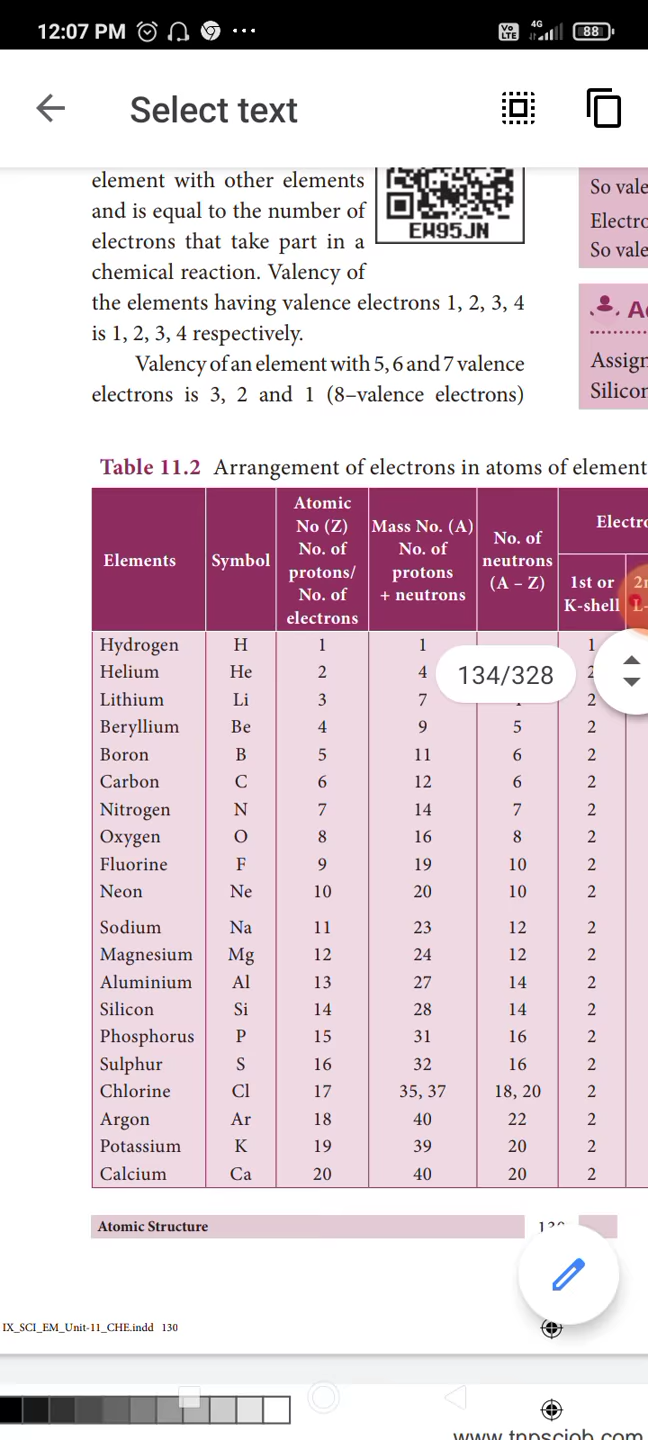 12:07 PM
Vo LTE 4G 88
Select text
element with other elements
and is equal to the number of
electrons that take part in a
chemical reaction. Valency of
the elements having valence electrons 1, 2, 3, 4
is 1, 2, 3, 4 respectively.
Valency of an element with 5, 6 and 7 valence
electrons is 3, 2 and 1 (8–valence electrons)
EW95JN
So vale
Electro
So vale
Assign
Silicon
Table 11.2 Arrangement of electrons in atoms of element
Elements
Symbol
Atomic
No (Z)
No. of
protons/
No. of
electrons
Mass No. (A)
No. of
protons
+ neutrons
No. of
neutrons
(A – Z)
Electro
1st or
K-shell
Hydrogen H 1 1 1
Helium He 2 4 2
134/328
Lithium Li 3 7 2
Beryllium Be 4 9 5 2
Boron B 5 11 6 2
Carbon C 6 12 6 2
Nitrogen N 7 14 7 2
Oxygen O 8 16 8 2
Fluorine F 9 19 10 2
Neon Ne 10 20 10 2
Sodium Na 11 23 12 2
Magnesium Mg 12 24 12 2
Aluminium Al 13 27 14 2
Silicon Si 14 28 14 2
Phosphorus P 15 31 16 2
Sulphur S 16 32 16 2
Chlorine Cl 17 35, 37 18, 20 2
Argon Ar 18 40 22 2
Potassium K 19 39 20 2
Calcium Ca 20 40 20 2
Atomic Structure
IX_SCI_EM_Unit-11_CHE.indd 130
www.tnpsciob.com